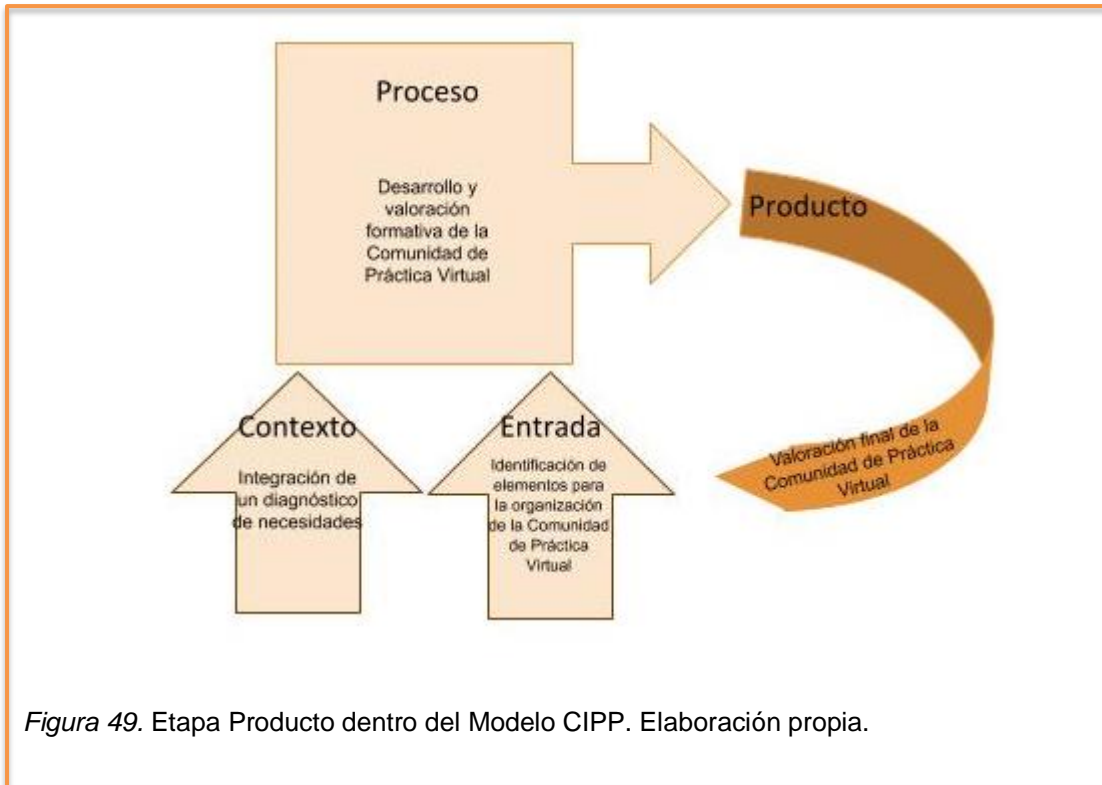 Proceso
Desarrollo y
valoración
formativa de la
Comunidad de
Práctica Virtual
Producto
Valoración final de la
Comunidad de Práctica
Virtual
Contexto
Integración de
un diagnóstico
de necesidades
Entrada
Identificación de
elementos para
la organización
de la Comunidad
de Práctica
Virtual
Figura 49. Etapa Producto dentro del Modelo CIPP. Elaboración propia.